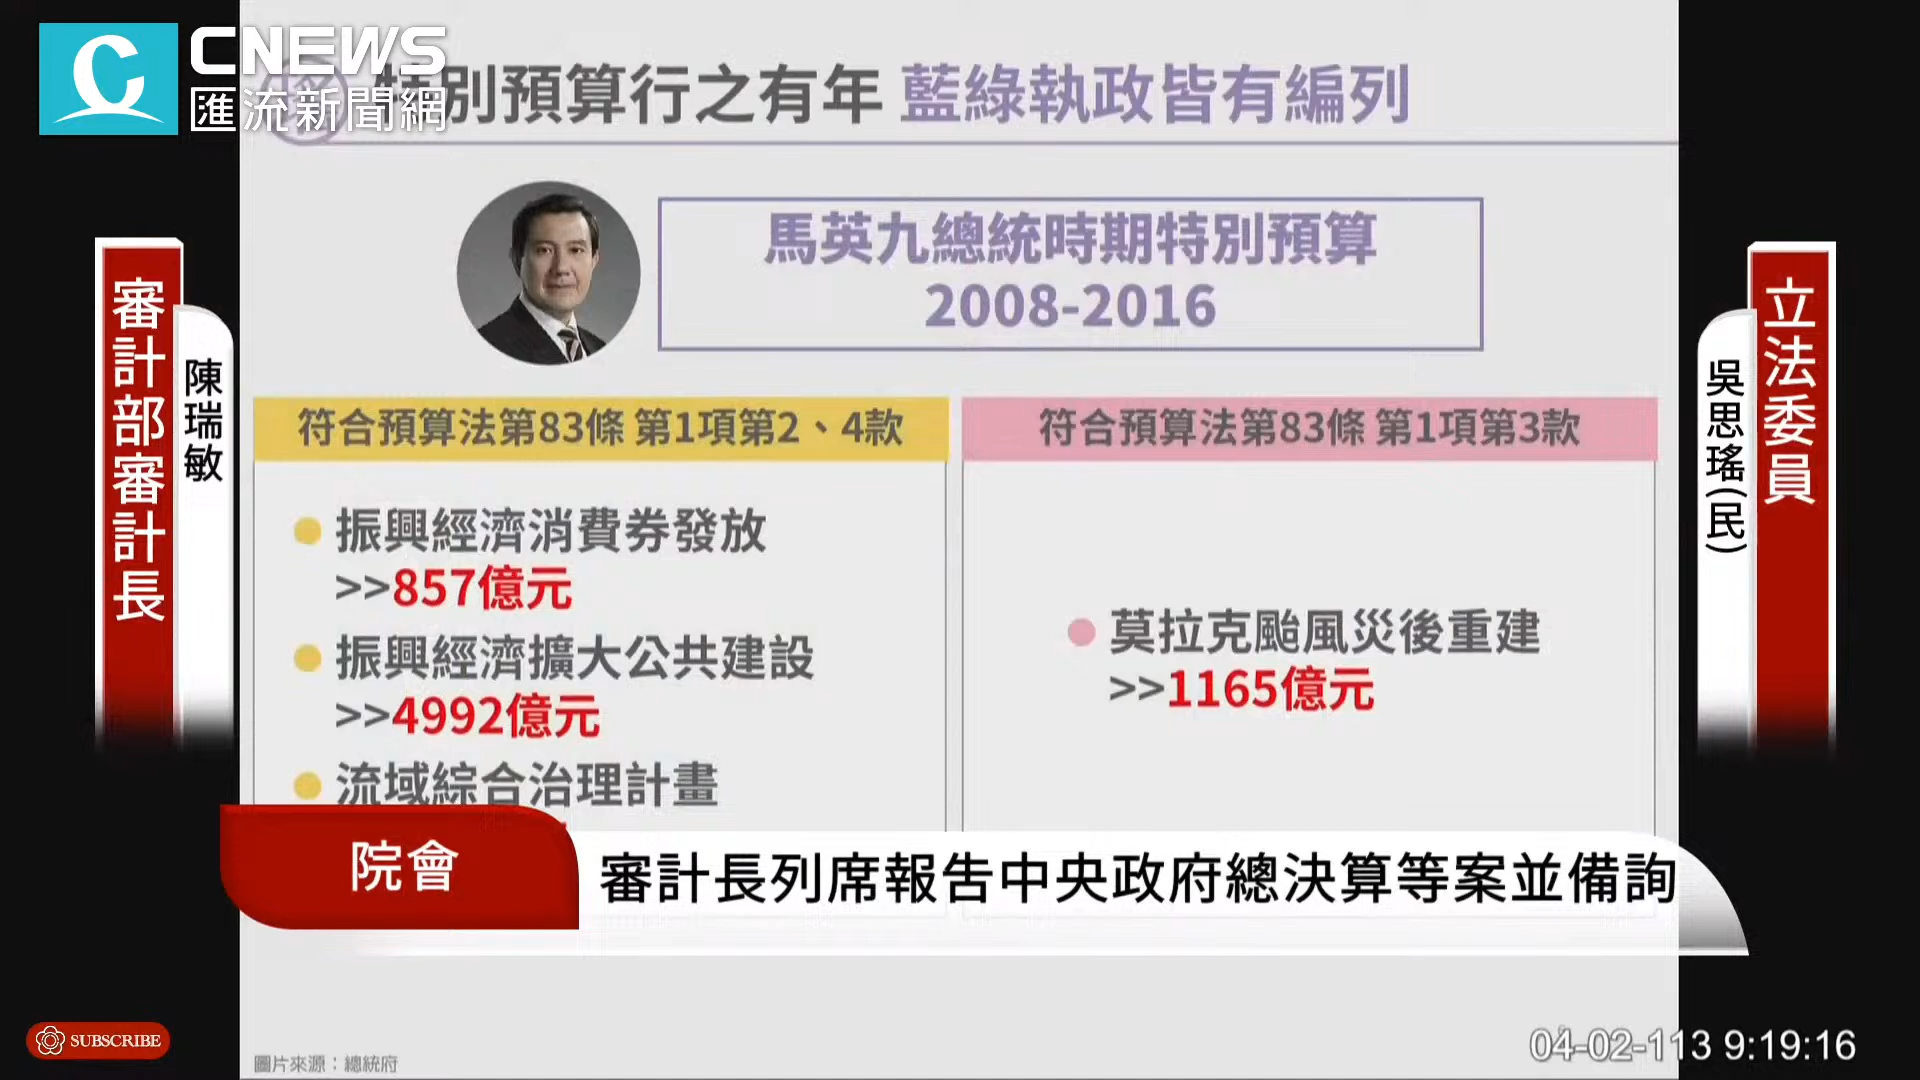 CNEWS
匯流新聞網
特別預算行之有年 藍綠執政皆有編列
馬英九總統時期特別預算
2008-2016
審計部審計長
陳瑞敏
立法委員
吳思瑤(民)
符合預算法第83條 第1項第2、4款
振興經濟消費券發放
>>857億元
振興經濟擴大公共建設
>>4992億元
流域綜合治理計畫
符合預算法第83條 第1項第3款
莫拉克颱風災後重建
>>1165億元
院會
審計長列席報告中央政府總決算等案並備詢
SUBSCRIBE
圖片來源：總統府
04-02-113 9:19:16